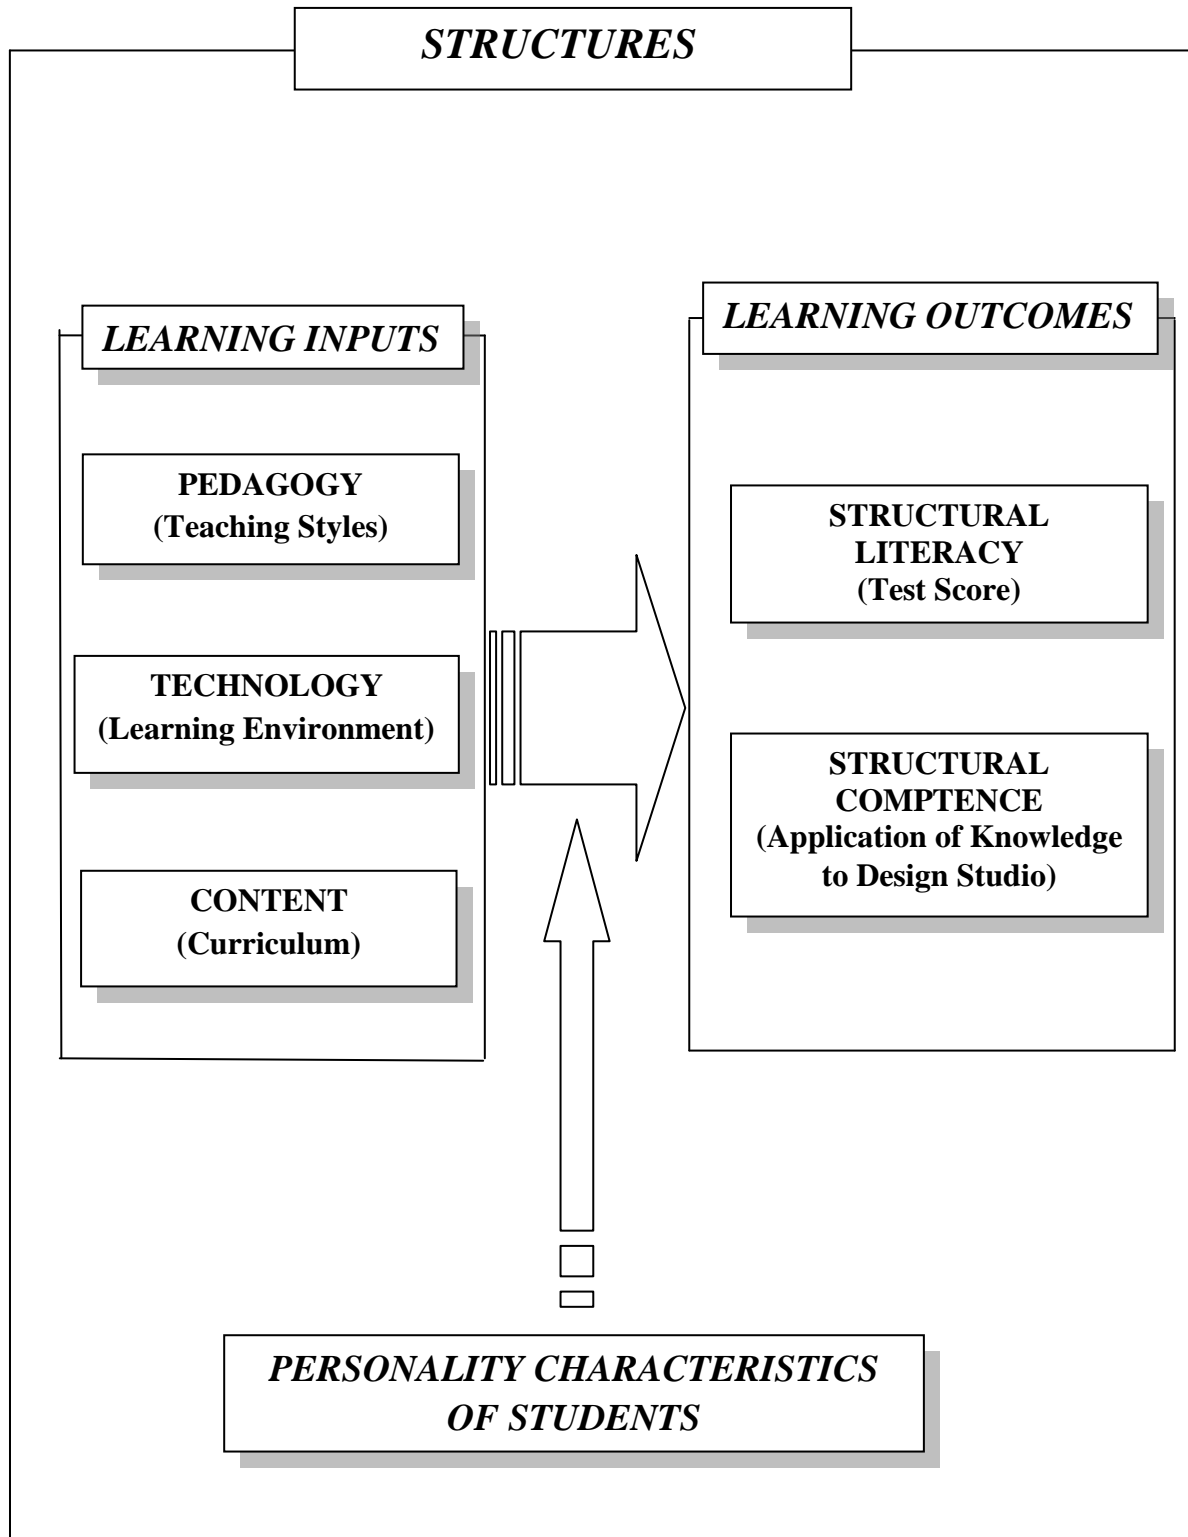 STRUCTURES
LEARNING INPUTS
PEDAGOGY
(Teaching Styles)
TECHNOLOGY
(Learning Environment)
CONTENT
(Curriculum)
LEARNING OUTCOMES
STRUCTURAL
LITERACY
(Test Score)
STRUCTURAL
COMPTENCE
(Application of Knowledge
to Design Studio)
PERSONALITY CHARACTERISTICS
OF STUDENTS